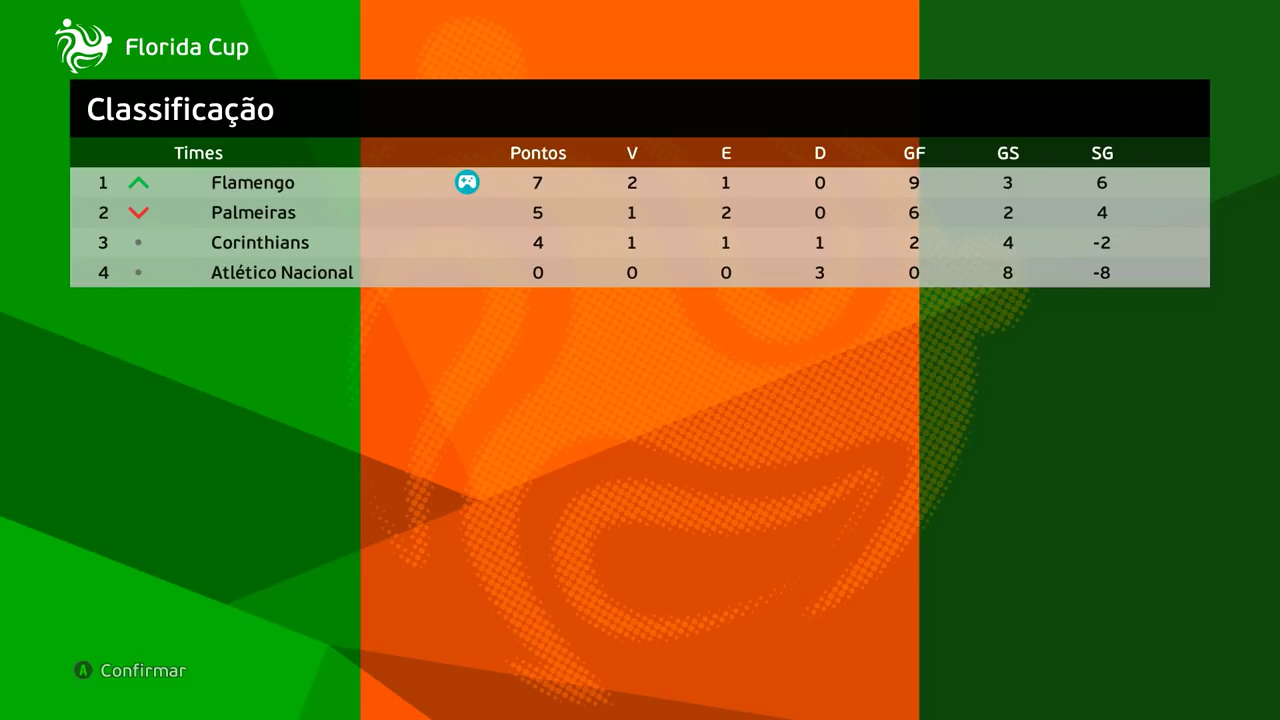 Florida Cup
Classificação
Times Pontos V E D GF GS SG
1 Flamengo 7 2 1 0 9 3 6
2 Palmeiras 5 1 2 0 6 2 4
3 Corinthians 4 1 1 1 2 4 -2
4 Atlético Nacional 0 0 0 3 0 8 -8
A Confirmar